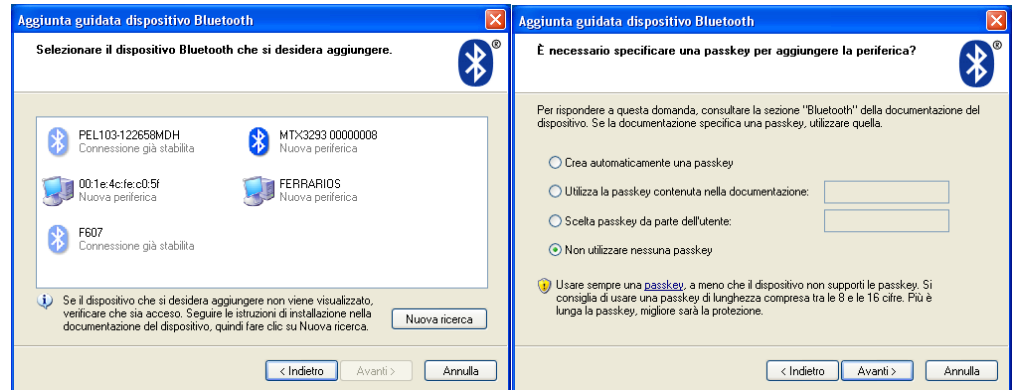 Aggiunta guidata dispositivo Bluetooth
Selezionare il dispositivo Bluetooth che si desidera aggiungere.
®
PEL103-122658MDH
Connessione già stabilita
MTX3293 00000008
Nuova periferica
00:1e:4c:fe:c0:5f
Nuova periferica
FERRARIOS
Nuova periferica
F607
Connessione già stabilita
Se il dispositivo che si desidera aggiungere non viene visualizzato,
verificare che sia acceso. Seguire le istruzioni di installazione nella
documentazione del dispositivo, quindi fare clic su Nuova ricerca.
Nuova ricerca
< Indietro
Avanti >
Annulla
Aggiunta guidata dispositivo Bluetooth
È necessario specificare una passkey per aggiungere la periferica?
®
Per rispondere a questa domanda, consultare la sezione "Bluetooth" della documentazione del
dispositivo. Se la documentazione specifica una passkey, utilizzare quella.
Crea automaticamente una passkey
Utilizza la passkey contenuta nella documentazione:
Scelta passkey da parte dell'utente:
Non utilizzare nessuna passkey
Usare sempre una passkey, a meno che il dispositivo non supporti le passkey. Si
consiglia di usare una passkey di lunghezza compresa tra le 8 e le 16 cifre. Più è
lunga la passkey, migliore sarà la protezione.
< Indietro
Avanti >
Annulla